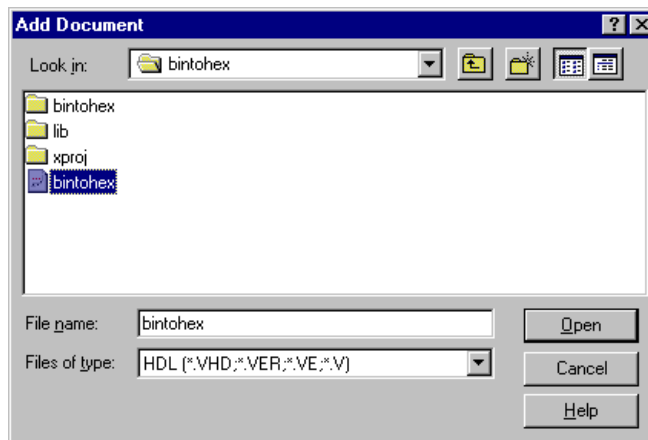 Add Document
Look in: bintohex
bintohex
lib
xproj
bintohex
File name: bintohex Open
Files of type: HDL (*.VHD;*.VER;*.VE;*.V) Cancel
Help